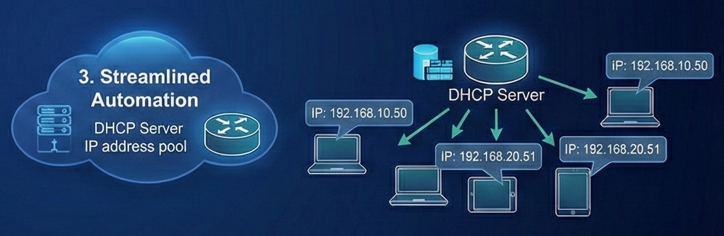 3. Streamlined
Automation
DHCP Server
IP address pool
DHCP Server
iP: 192.168.10.50
IP: 192.168.10.50
iP: 192.168.20.51
iP: 192.168.20.51